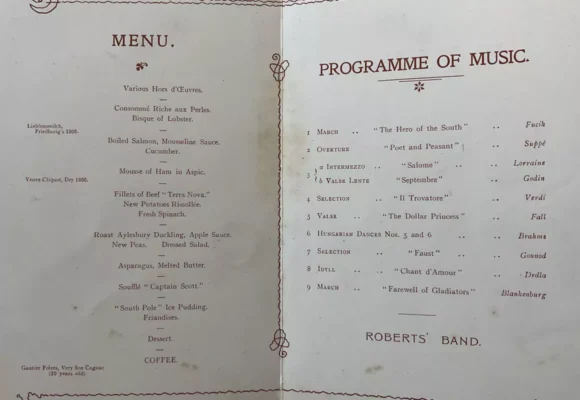 MENU.
Various Hors d'Œuvres.
Consommé Riche aux Perles.
Bisque of Lobster.
Liebfraumilch,
Friedburg's 1900.
Boiled Salmon, Mousseline Sauce.
Cucumber.
Mousse of Ham in Aspic.
Veuve Cliquot, Dry 1900.
Fillets of Beef "Terra Nova."
New Potatoes Rissolée.
Fresh Spinach.
Roast Aylesbury Duckling, Apple Sauce.
New Peas. Dressed Salad.
Asparagus, Melted Butter.
Soufflé "Captain Scott."
"South Pole" Ice Pudding.
Friandises.
Dessert.
COFFEE.
Gautier Frères, Very fine Cognac
(20 years old)
PROGRAMME OF MUSIC.
1 MARCH .. "The Hero of the South" .. Fucik
2 OVERTURE "Poet and Peasant" .. Suppé
3 a INTERMEZZO .. "Salome" .. Lorraine
b VALSE LENTE "September" .. Godin
4 SELECTION .. "Il Trovatore" .. Verdi
5 VALSE .. "The Dollar Princess" .. Fall
6 HUNGARIAN DANCES Nos. 5 and 6 .. Brahms
7 SELECTION .. "Faust" .. Gounod
8 IDYLL .. "Chant d'Amour" .. Drdla
9 MARCH .. "Farewell of Gladiators" .. Blankenburg
ROBERTS' BAND.